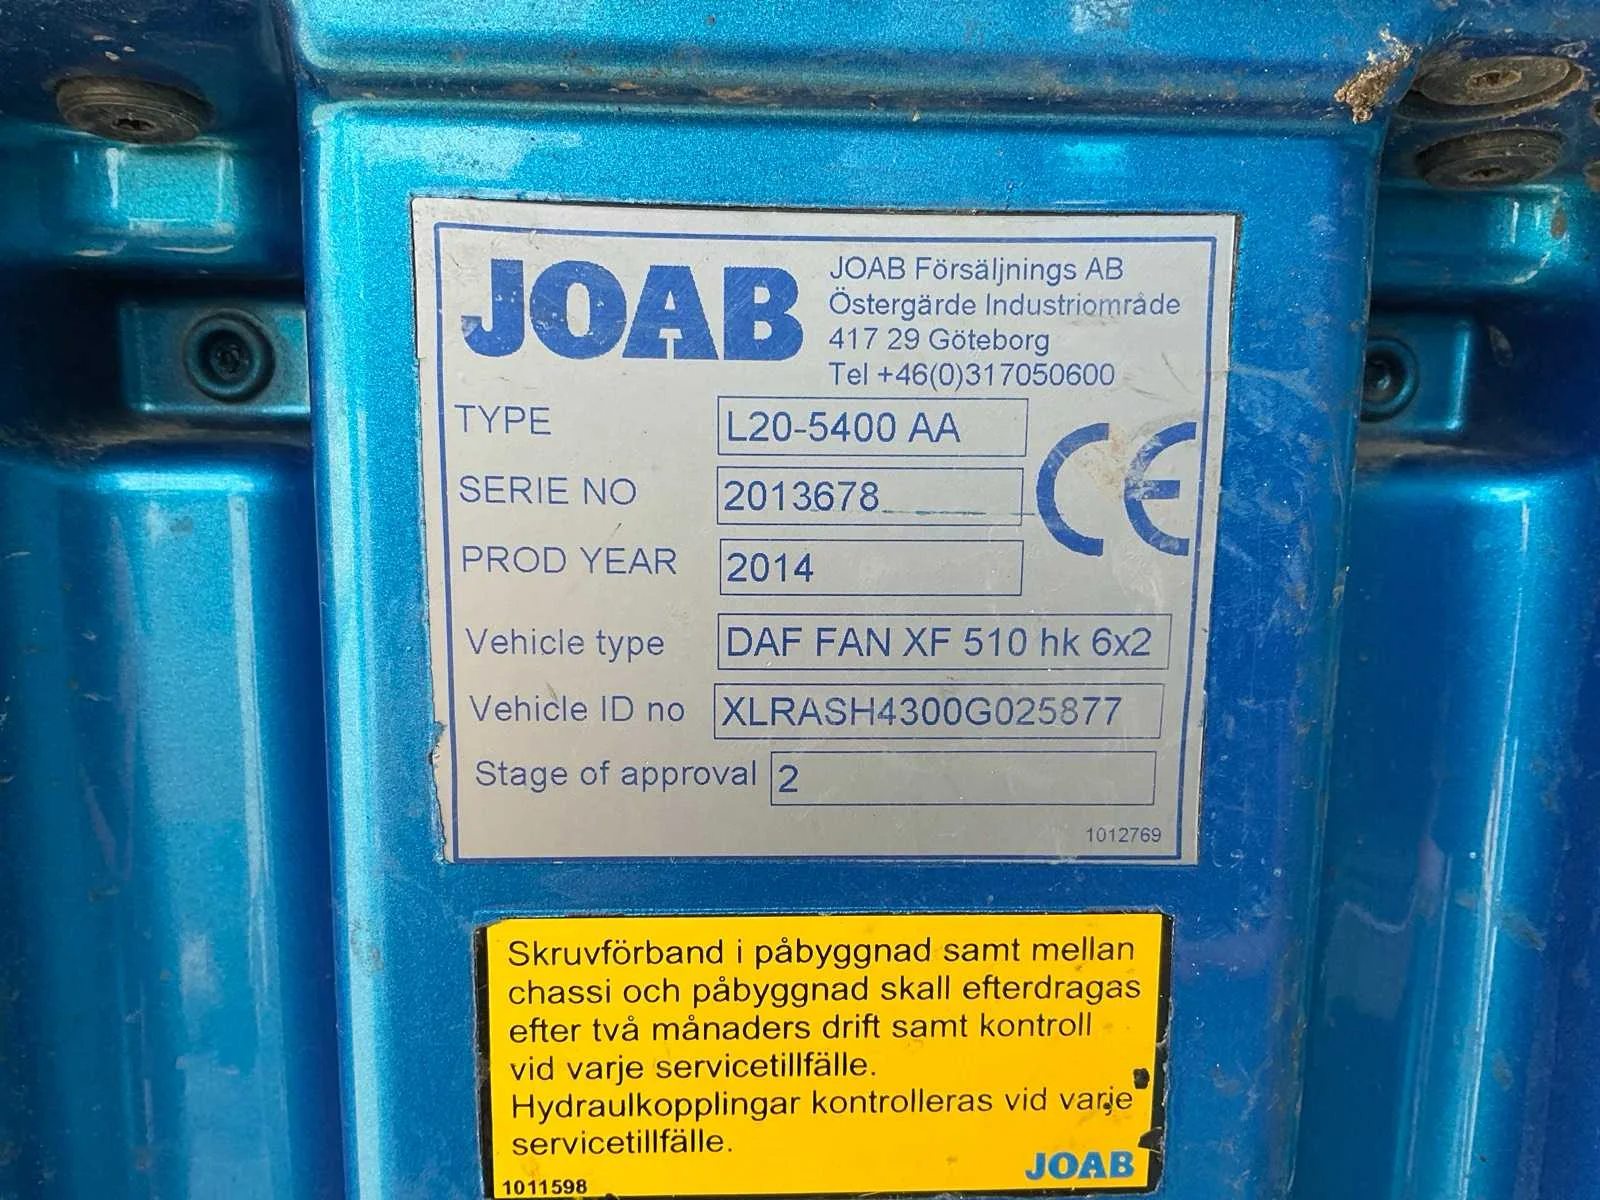 JOAB
JOAB Försäljnings AB
Östergärde Industriområde
417 29 Göteborg
Tel +46(0)317050600
TYPE L20-5400 AA
SERIE NO 2013678
PROD YEAR 2014
CE
Vehicle type DAF FAN XF 510 hk 6x2
Vehicle ID no XLRASH4300G025877
Stage of approval 2
1012769
Skruvförband i påbyggnad samt mellan
chassi och påbyggnad skall efterdragas
efter två månaders drift samt kontroll
vid varje servicetillfälle.
Hydraulkopplingar kontrolleras vid varje
servicetillfälle.
JOAB
1011598